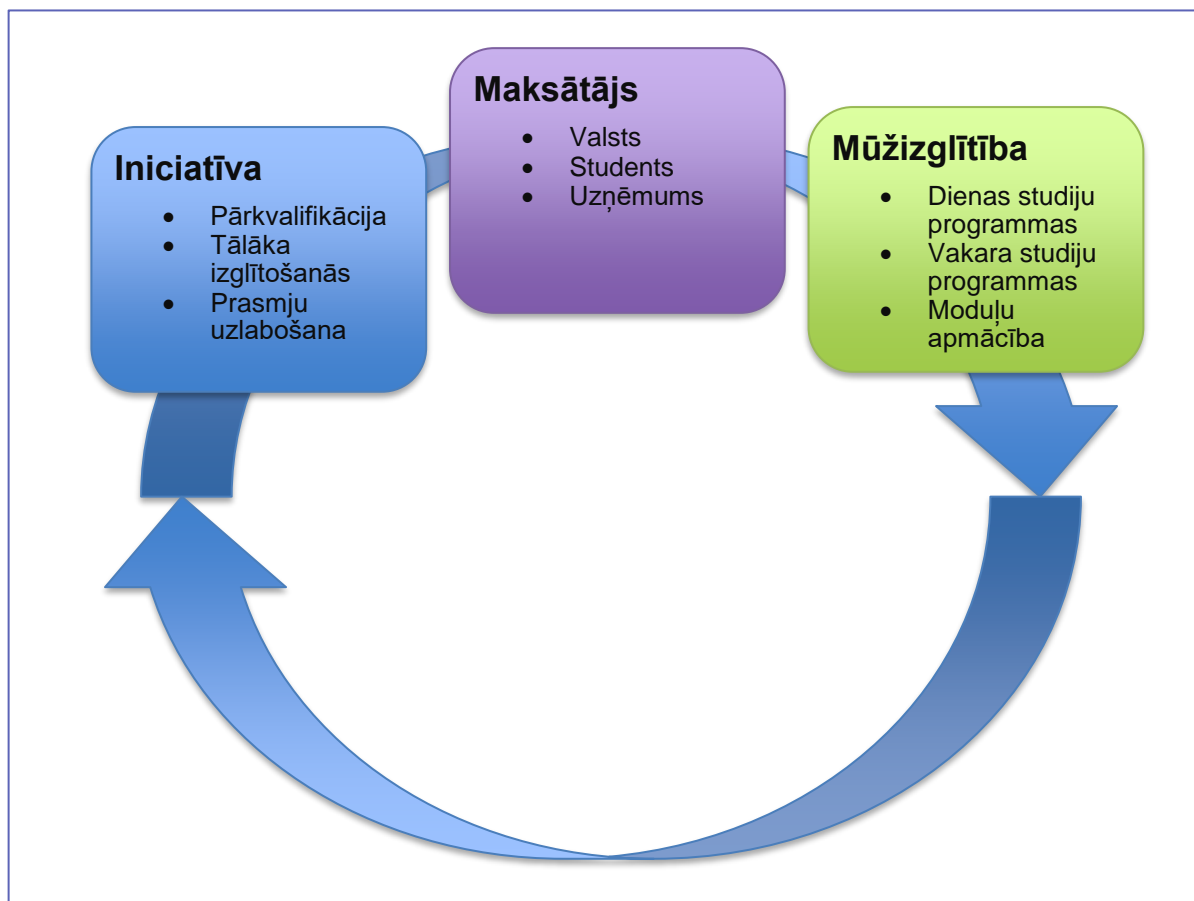 Iniciatīva
• Pārkvalifikācija
• Tālāka
izglītošanās
• Prasmju
uzlabošana
Maksātājs
• Valsts
• Students
• Uzņēmums
Mūžizglītība
• Dienas studiju
programmas
• Vakara studiju
programmas
• Moduļu
apmācība